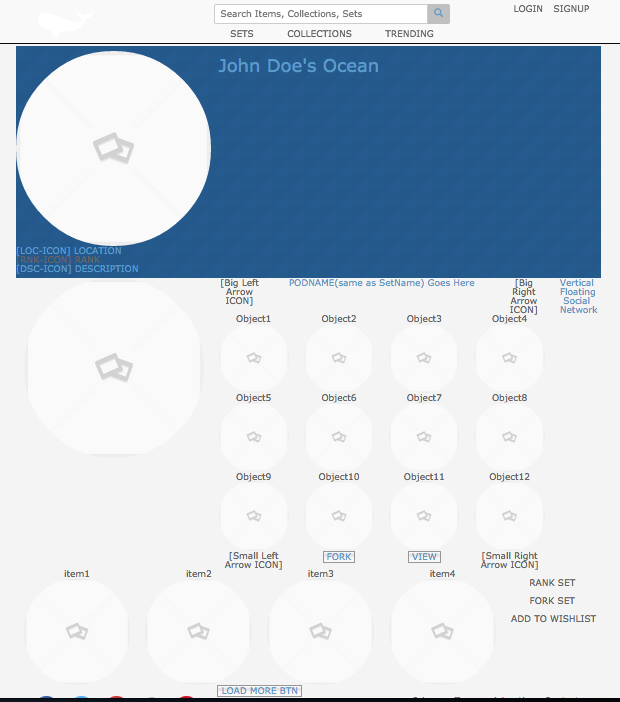 Search Items, Collections, Sets
LOGIN SIGNUP
SETS COLLECTIONS TRENDING
John Doe's Ocean
[LOC-ICON] LOCATION
[RNK-ICON] RANK
[DSC-ICON] DESCRIPTION
[Big Left
Arrow
ICON]
PODNAME(same as SetName) Goes Here
[Big
Right
Arrow
ICON]
Vertical
Floating
Social
Network
Object1 Object2 Object3 Object4
Object5 Object6 Object7 Object8
Object9 Object10 Object11 Object12
[Small Left
Arrow ICON]
FORK
VIEW
[Small Right
Arrow ICON]
item1 item2 item3 item4
RANK SET
FORK SET
ADD TO WISHLIST
LOAD MORE BTN